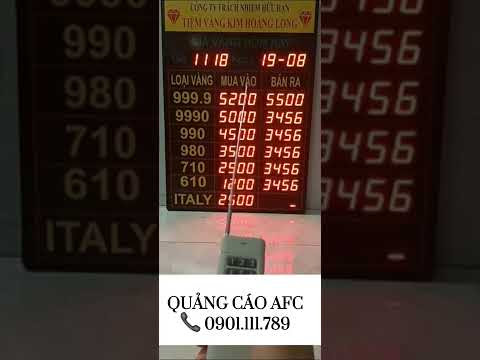 CÔNG TY TRÁCH NHIỆM HỮU HẠN
TIỆM VÀNG KIM HOÀNG LONG
1118 19-08
LOẠI VÀNG MUA VÀO BÁN RA
999.9 5200 5500
9990 5000 3456
990 4500 3456
980 3500 3456
710 2500 3456
610 1200 3456
ITALY 2500 -
QUẢNG CÁO AFC
0901.111.789